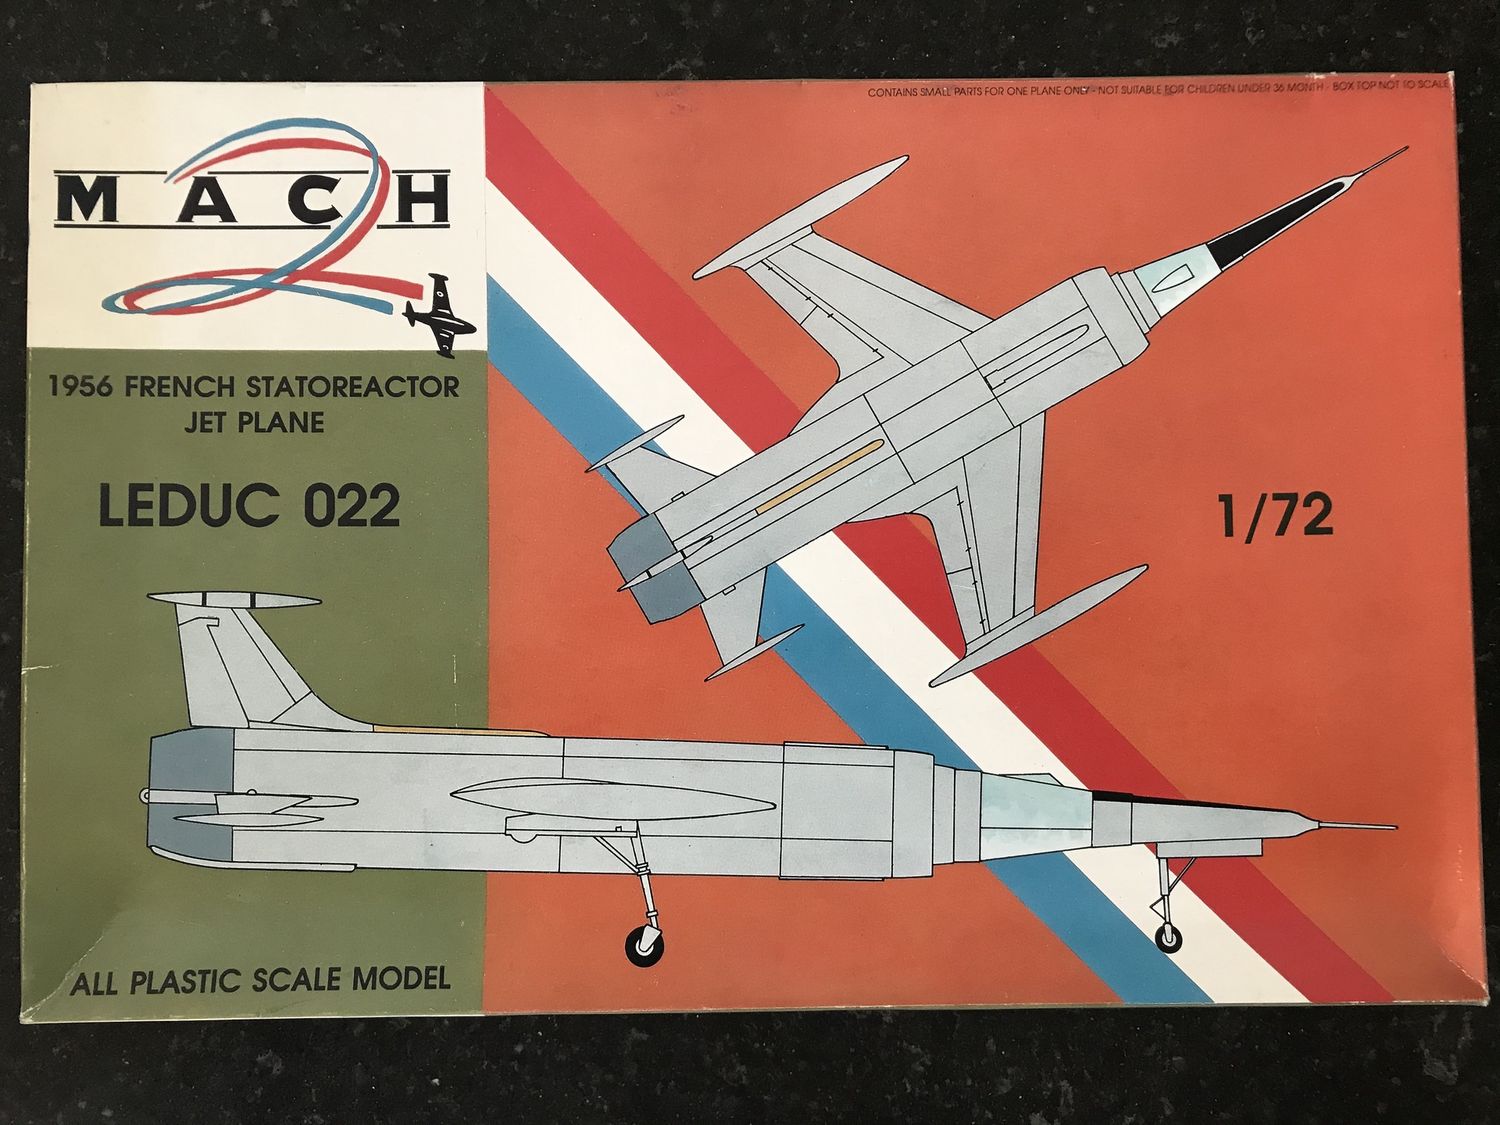 CONTAINS SMALL PARTS FOR ONE PLANE ONLY - NOT SUITABLE FOR CHILDREN UNDER 36 MONTH - BOX TOP NOT TO SCALE
MACH
2
1956 FRENCH STATOREACTOR
JET PLANE
LEDUC 022
1/72
ALL PLASTIC SCALE MODEL